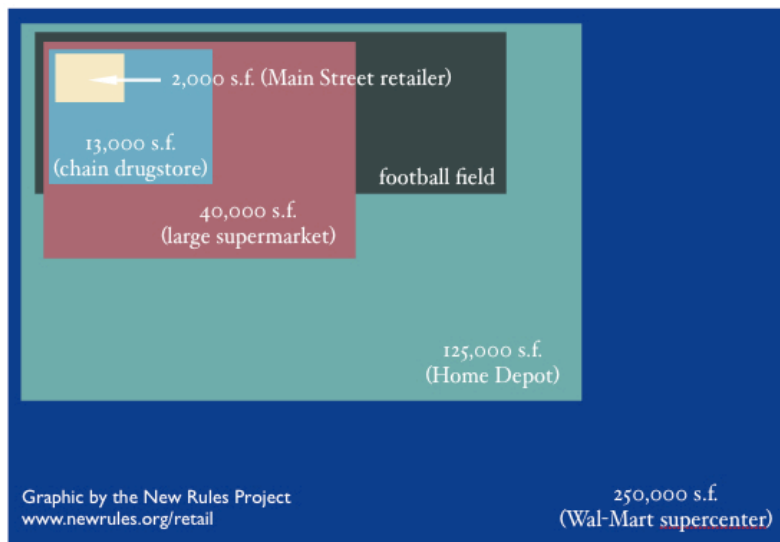 2,000 s.f. (Main Street retailer)
13,000 s.f.
(chain drugstore)
football field
40,000 s.f.
(large supermarket)
125,000 s.f.
(Home Depot)
Graphic by the New Rules Project
www.newrules.org/retail
250,000 s.f.
(Wal-Mart supercenter)